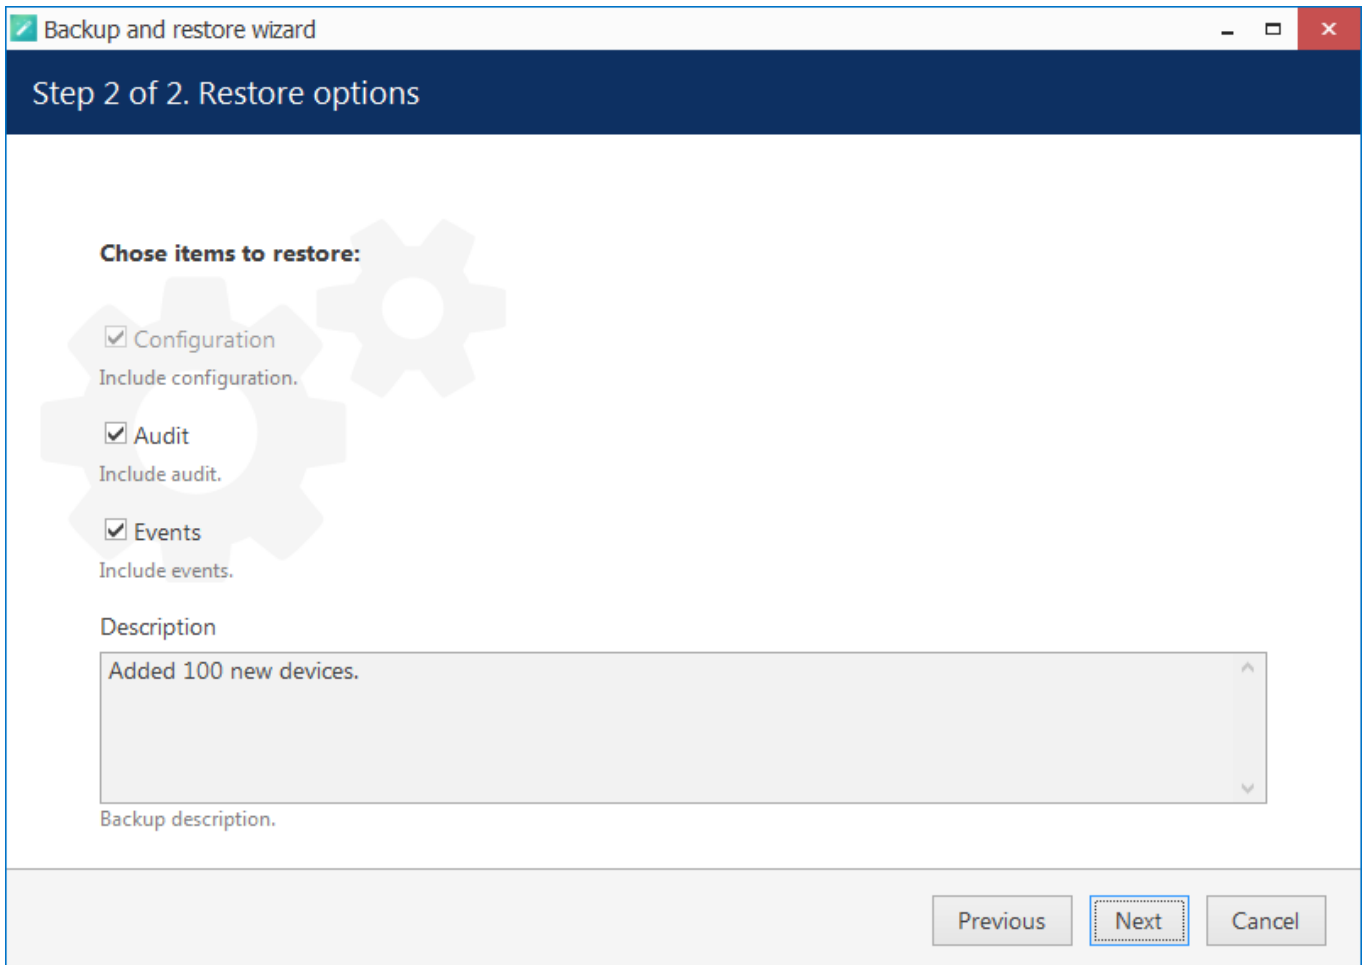 Backup and restore wizard
Step 2 of 2. Restore options
Chose items to restore:
Configuration
Include configuration.
Audit
Include audit.
Events
Include events.
Description
Added 100 new devices.
Backup description.
Previous Next Cancel